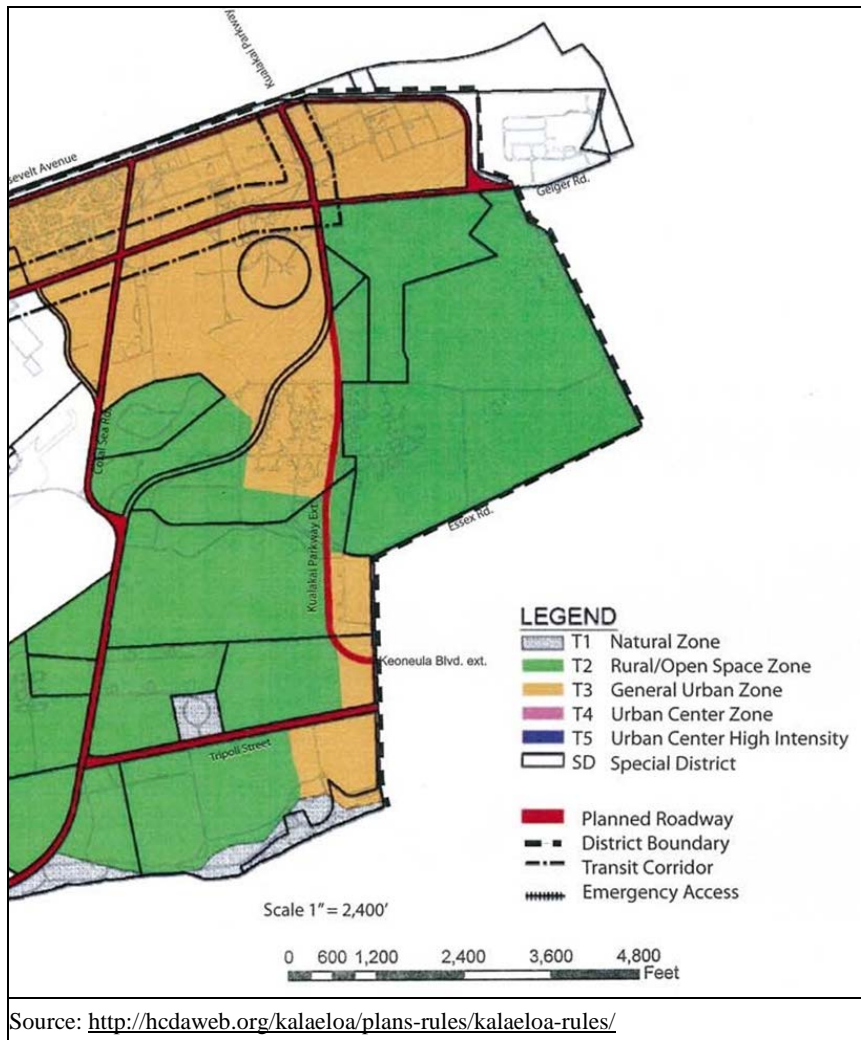 Kualakai Parkway
sevelt Avenue
Geiger Rd.
Coral Sea Rd.
Kualakai Parkway Ext.
Essex Rd.
Keoneula Blvd. ext.
Tripoli Street
LEGEND
T1 Natural Zone
T2 Rural/Open Space Zone
T3 General Urban Zone
T4 Urban Center Zone
T5 Urban Center High Intensity
SD Special District
Planned Roadway
District Boundary
Transit Corridor
Emergency Access
Scale 1" = 2,400'
0 600 1,200 2,400 3,600 4,800
Feet
Source: http://hcdaweb.org/kalaeloa/plans-rules/kalaeloa-rules/